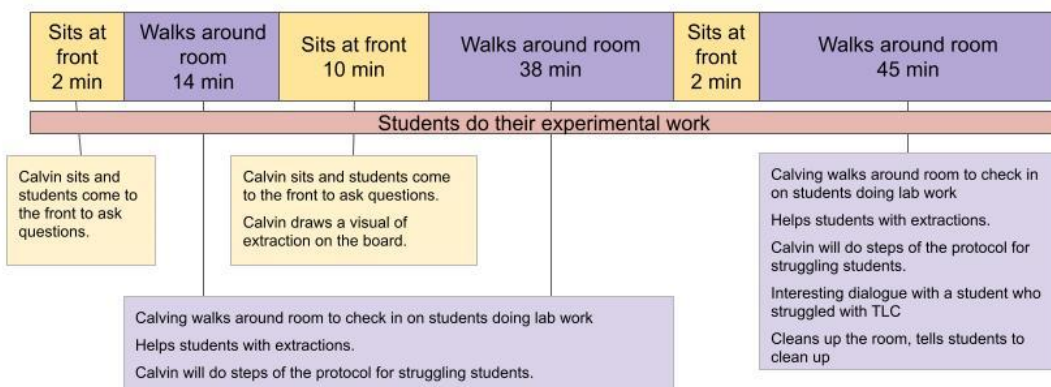 Sits at
front
2 min
Walks around
room
14 min
Sits at front
10 min
Walks around room
38 min
Sits at
front
2 min
Walks around room
45 min
Students do their experimental work
Calvin sits and
students come to
the front to ask
questions.
Calvin sits and students come
to the front to ask questions.
Calvin draws a visual of
extraction on the board.
Calving walks around room to check in
on students doing lab work
Helps students with extractions.
Calvin will do steps of the protocol for
struggling students.
Interesting dialogue with a student who
struggled with TLC
Cleans up the room, tells students to
clean up
Calving walks around room to check in on students doing lab work
Helps students with extractions.
Calvin will do steps of the protocol for struggling students.